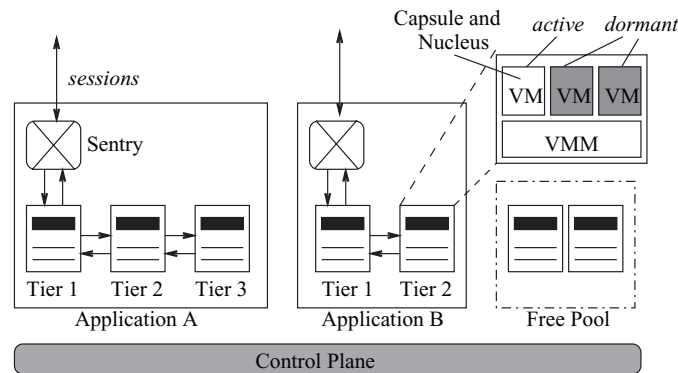 Capsule and
Nucleus
active
dormant
sessions
VM
VM
VM
VMM
Sentry
Tier 1
Tier 2
Tier 3
Tier 1
Tier 2
Application A
Application B
Free Pool
Control Plane